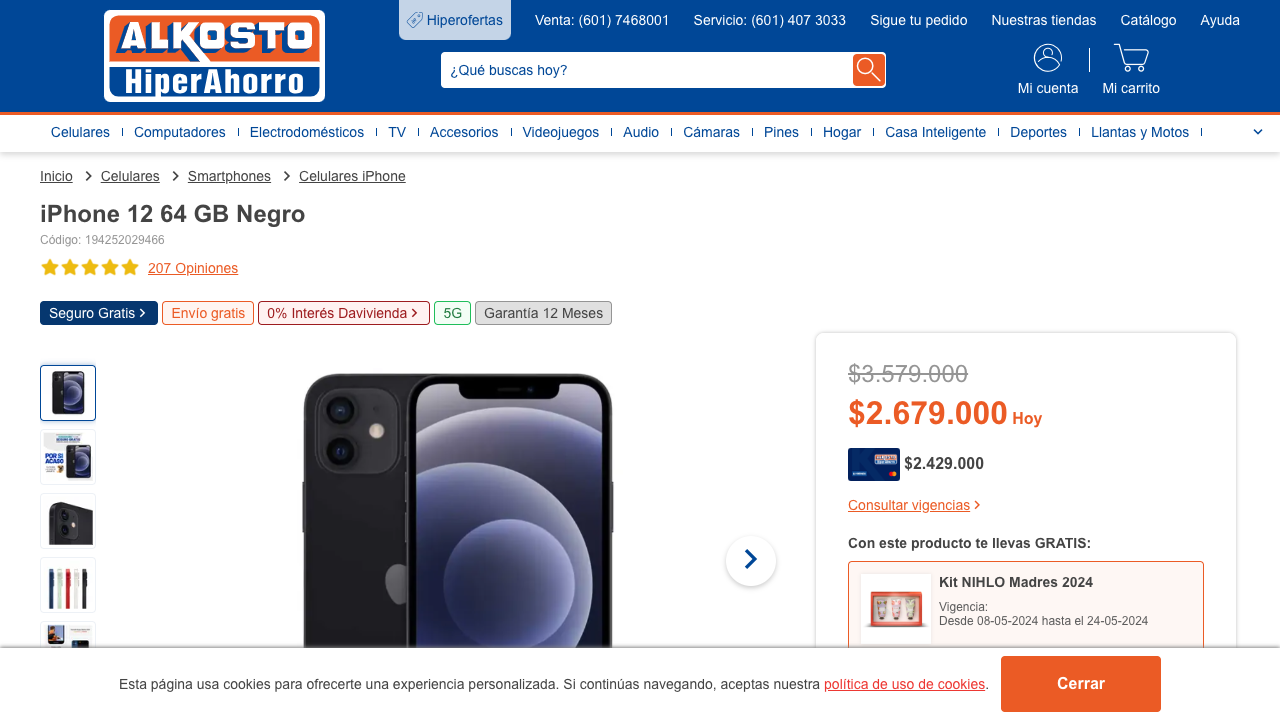 ALKOSTO
HiperAhorro
Hiperofertas
Venta: (601) 7468001
Servicio: (601) 407 3033
Sigue tu pedido
Nuestras tiendas
Catálogo
Ayuda
¿Qué buscas hoy?
Mi cuenta
Mi carrito
Celulares
Computadores
Electrodomésticos
TV
Accesorios
Videojuegos
Audio
Cámaras
Pines
Hogar
Casa Inteligente
Deportes
Llantas y Motos
Inicio > Celulares > Smartphones > Celulares iPhone
iPhone 12 64 GB Negro
Código: 194252029466
207 Opiniones
Seguro Gratis >
Envío gratis
0% Interés Davivienda >
5G
Garantía 12 Meses
POR SI
ACASO
$3.579.000
$2.679.000 Hoy
$2.429.000
Consultar vigencias >
Con este producto te llevas GRATIS:
Kit NIHLO Madres 2024
Vigencia:
Desde 08-05-2024 hasta el 24-05-2024
Esta página usa cookies para ofrecerte una experiencia personalizada. Si continúas navegando, aceptas nuestra política de uso de cookies.
Cerrar